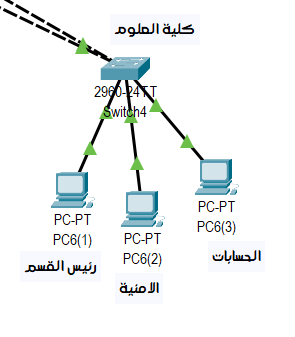 كلية العلوم
2960-24TT
Switch4
PC-PT
PC6(1)
رئيس القسم
PC-PT
PC6(2)
الامنية
PC-PT
PC6(3)
الحسابات